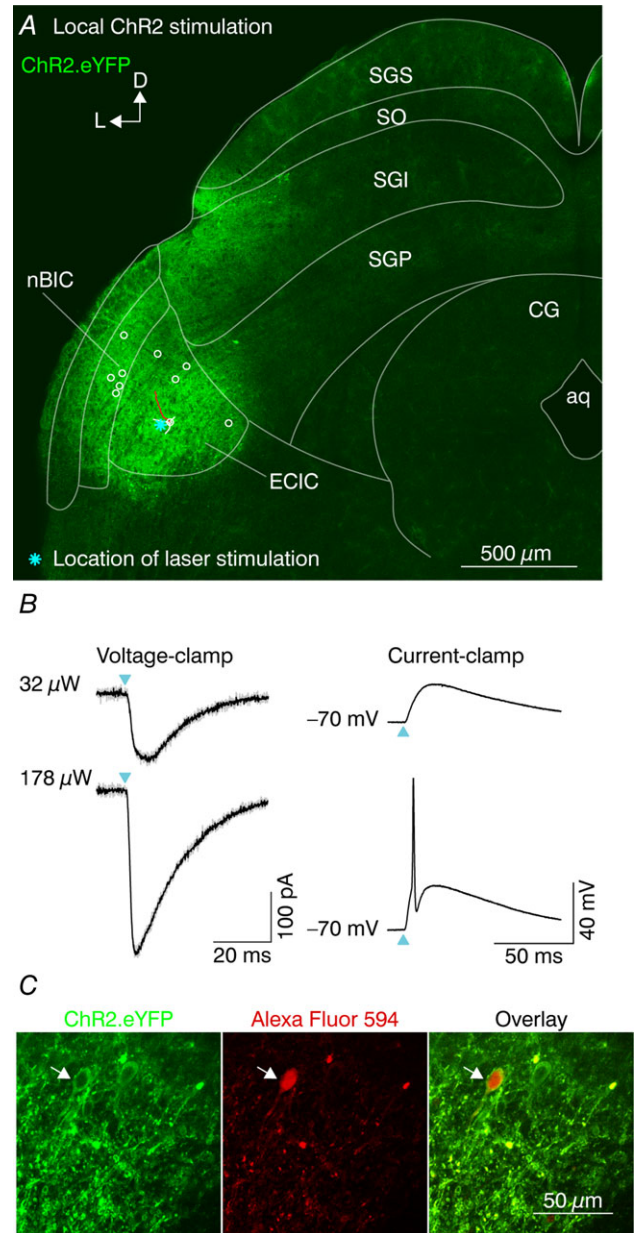 A Local ChR2 stimulation
ChR2.eYFP
D
L
SGS
SO
SGI
SGP
nBIC
CG
aq
ECIC
Location of laser stimulation
500 µm
B
Voltage-clamp Current-clamp
32 µW
–70 mV
178 µW
–70 mV
100 pA
40 mV
20 ms
50 ms
C
ChR2.eYFP Alexa Fluor 594 Overlay
50 µm